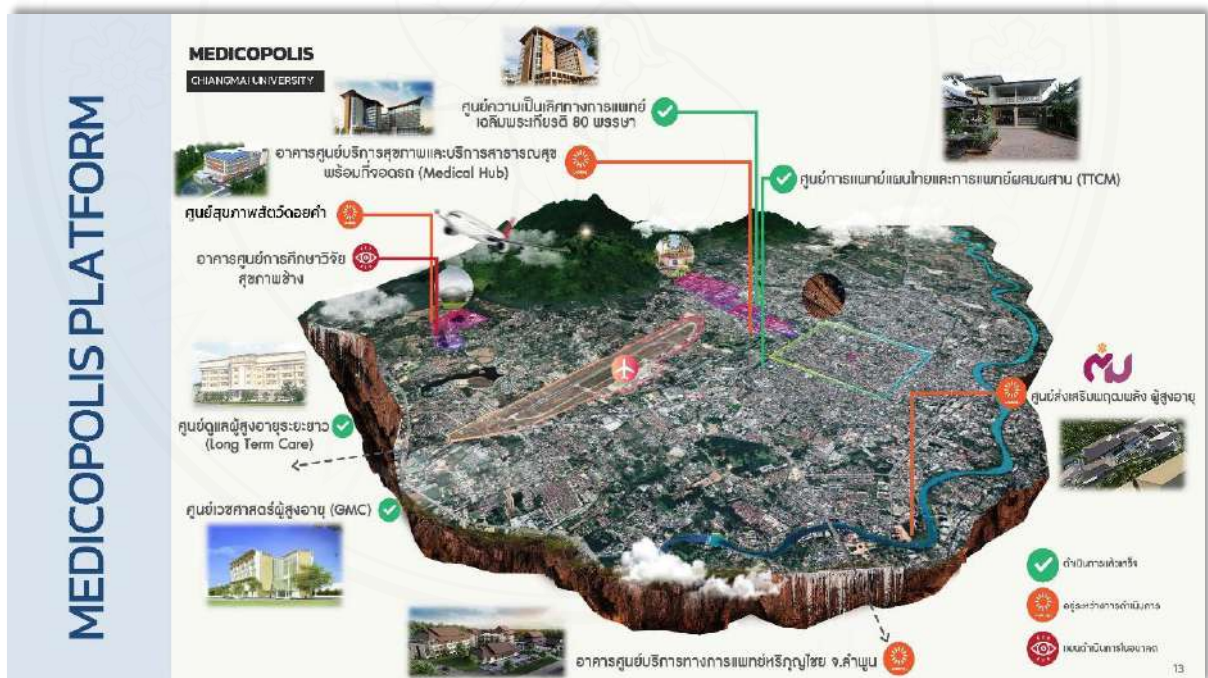 MEDICOPOLIS PLATFORM
MEDICOPOLIS
CHIANGMAI UNIVERSITY
ศูนย์ความเป็นเลิศทางการแพทย์
เฉลิมพระเกียรติ 80 พรรษา
อาคารศูนย์บริการสุขภาพและบริการสาธารณสุข
พร้อมที่จอดรถ (Medical Hub)
ศูนย์การแพทย์แผนไทยและการแพทย์ผสมผสาน (TTCM)
ศูนย์สุขภาพสัตว์ดอยคำ
อาคารศูนย์การศึกษาวิจัย
สุขภาพช้าง
ศูนย์ส่งเสริมพฤฒพลัง ผู้สูงอายุ
ศูนย์ดูแลผู้สูงอายุระยะยาว
(Long Term Care)
ศูนย์เวชศาสตร์ผู้สูงอายุ (GMC)
ดำเนินการแล้วเสร็จ
อยู่ระหว่างการดำเนินการ
แผนดำเนินการในอนาคต
อาคารศูนย์บริการทางการแพทย์หริภุญไชย จ.ลำพูน
13